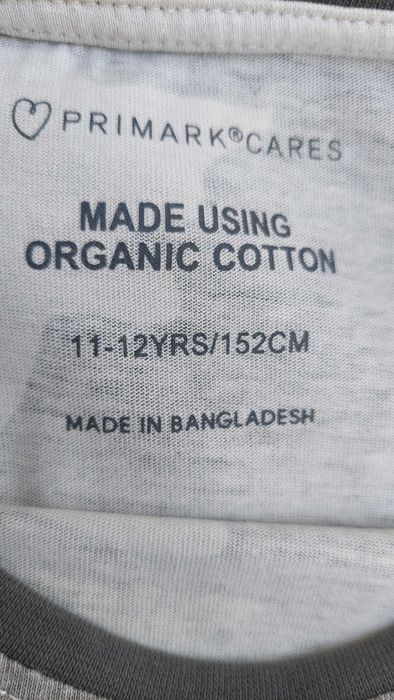 PRIMARK®CARES
MADE USING
ORGANIC COTTON
11-12YRS/152CM
MADE IN BANGLADESH